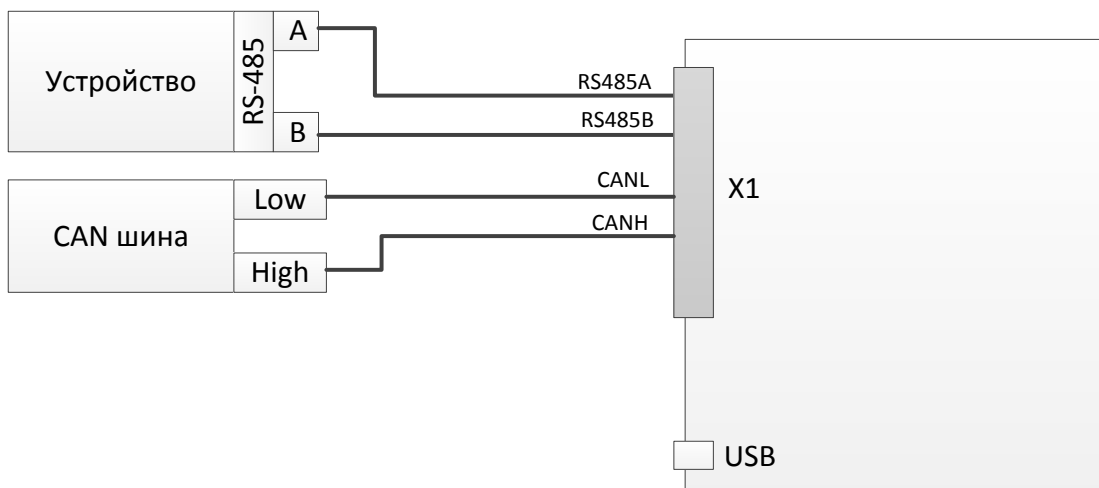 Устройство
RS-485
A
B
RS485A
RS485B
CAN шина
Low
High
CANL
CANH
X1
USB